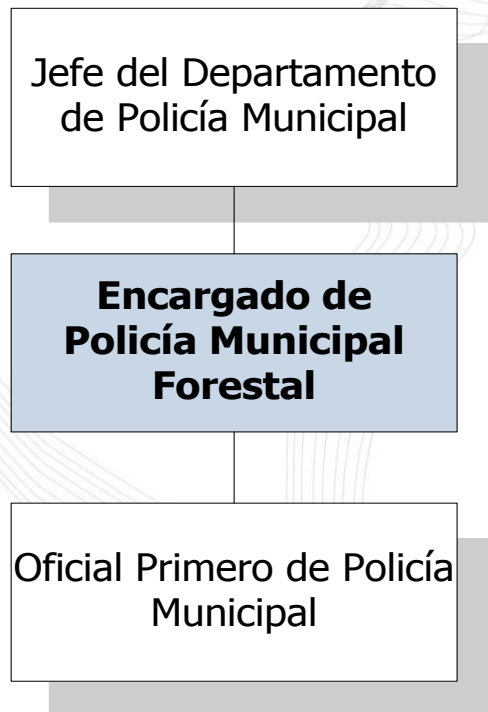 Jefe del Departamento
de Policía Municipal
Encargado de
Policía Municipal
Forestal
Oficial Primero de Policía
Municipal